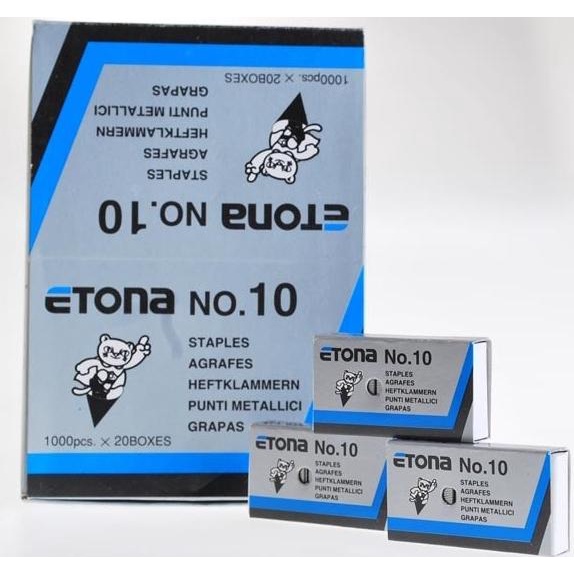 1000pcs. × 20BOXES
GRAPAS
PUNTI METALLICI
HEFTKLAMMERN
AGRAFES
STAPLES
ETONA NO.10
ETONA NO.10
STAPLES
AGRAFES
HEFTKLAMMERN
PUNTI METALLICI
GRAPAS
1000pcs. × 20BOXES
ETONA No.10
STAPLES
AGRAFES
HEFTKLAMMERN
PUNTI METALLICI
GRAPAS
ETONA No.10
STAPLES
AGRAFES
HEFTKLAMMERN
PUNTI METALLICI
GRAPAS
ETONA No.10
STAPLES
AGRAFES
HEFTKLAMMERN
PUNTI METALLICI
GRAPAS